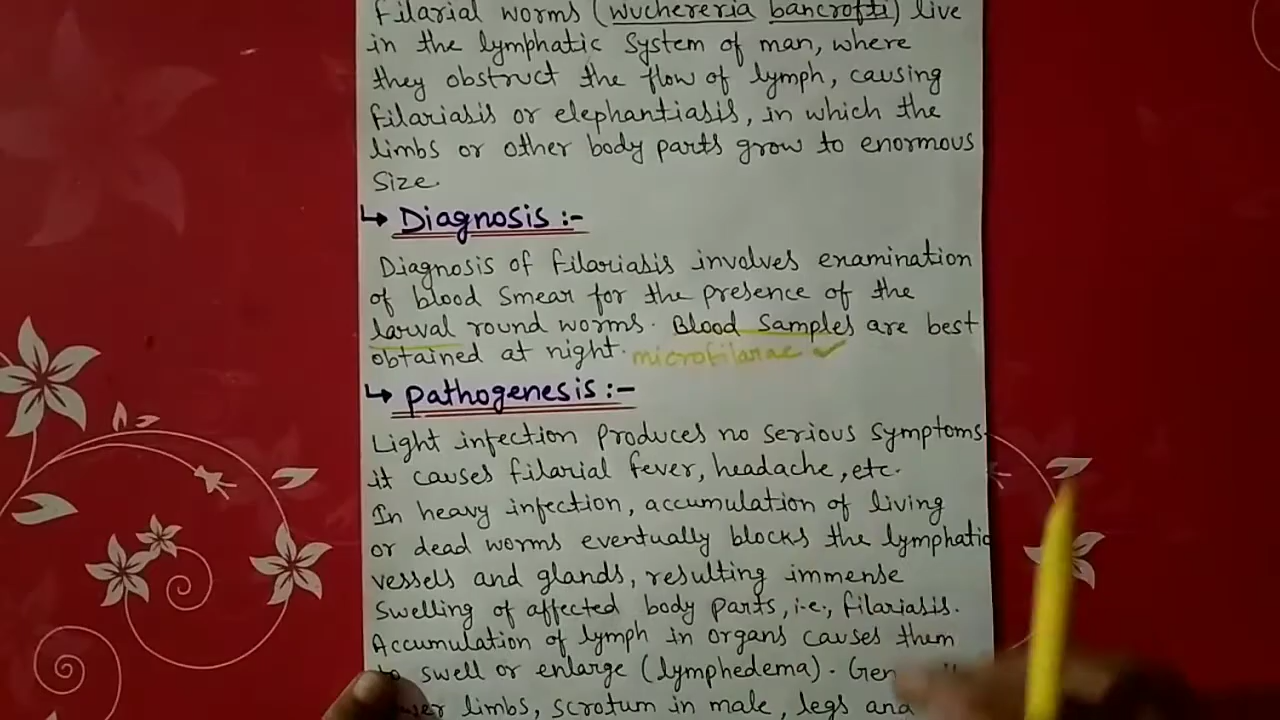 Filarial worms (Wuchereria bancrofti) live
in the lymphatic System of man, where
they obstruct the flow of lymph, causing
filariasis or elephantiasis, in which the
limbs or other body parts grow to enormous
Size.
↳ Diagnosis :-
Diagnosis of filariasis involves examination
of blood smear for the presence of the
larval round worms. Blood Samples are best
obtained at night. microfilarae ✓
↳ Pathogenesis :-
Light infection produces no serious symptoms.
it causes filarial fever, headache, etc.
In heavy infection, accumulation of living
or dead worms eventually blocks the lymphatic
vessels and glands, resulting immense
swelling of affected body parts, i.e., filariasis.
Accumulation of lymph in organs causes them
to swell or enlarge (lymphedema). Gen
limbs, scrotum in male, legs and